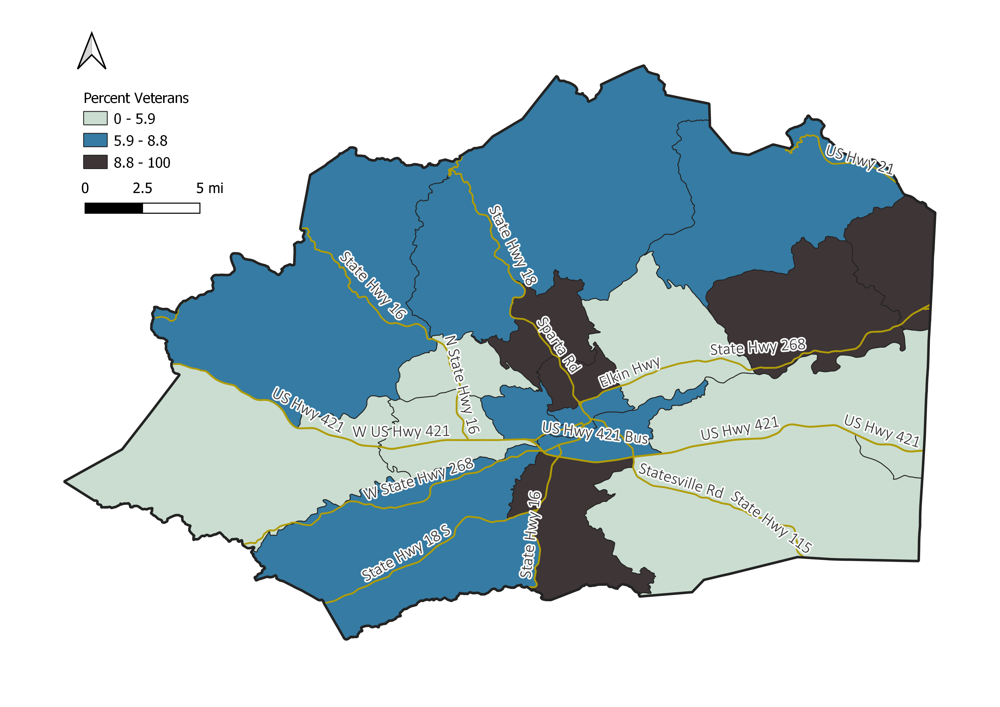 Percent Veterans
0 - 5.9
5.9 - 8.8
8.8 - 100
0 2.5 5 mi
US Hwy 21
State Hwy 18
State Hwy 16
Sparta Rd
N State Hwy 16
State Hwy 268
Elkin Hwy
US Hwy 421
W US Hwy 421
US Hwy 421 Bus
US Hwy 421
US Hwy 421
W State Hwy 268
Statesville Rd
State Hwy 115
State Hwy 16
State Hwy 18 S